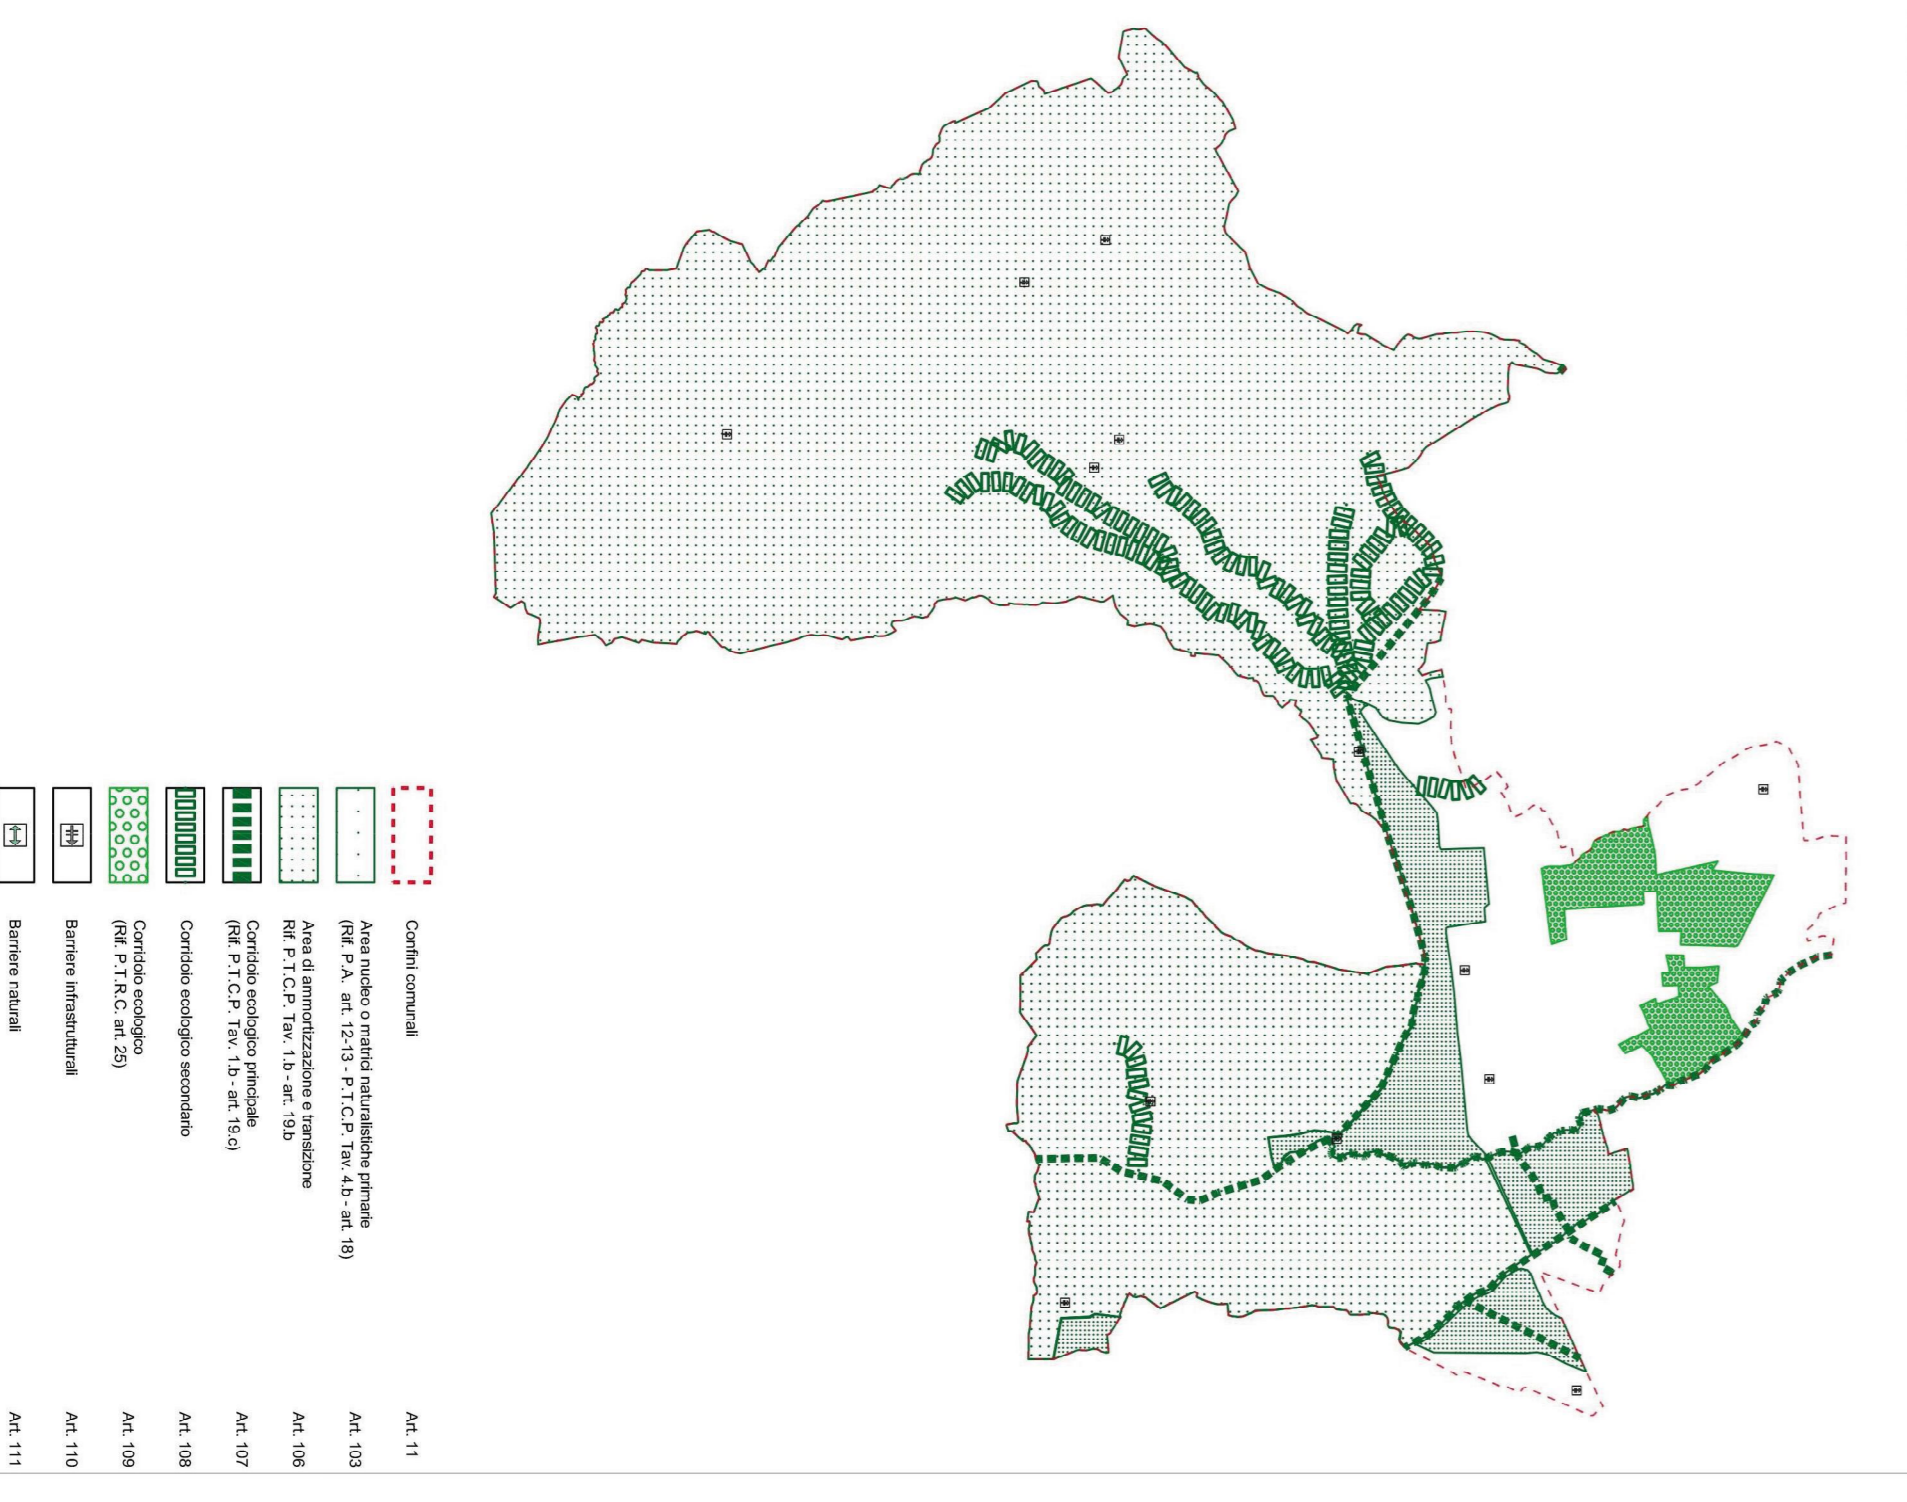 Confini comunali
Art. 11
Area nucleo o matrici naturalistiche primarie
(Rif. P.A. art. 12-13 - P.T.C.P. Tav. 4.b - art. 18)
Art. 103
Area di ammortizzazione e transizione
Rif. P.T.C.P. Tav. 1.b - art. 19.b
Art. 106
Corridoio ecologico principale
(Rif. P.T.C.P. Tav. 1.b - art. 19.c)
Art. 107
Corridoio ecologico secondario
Art. 108
Corridoio ecologico
(Rif. P.T.R.C. art. 25)
Art. 109
Barriere infrastrutturali
Art. 110
Barriere naturali
Art. 111